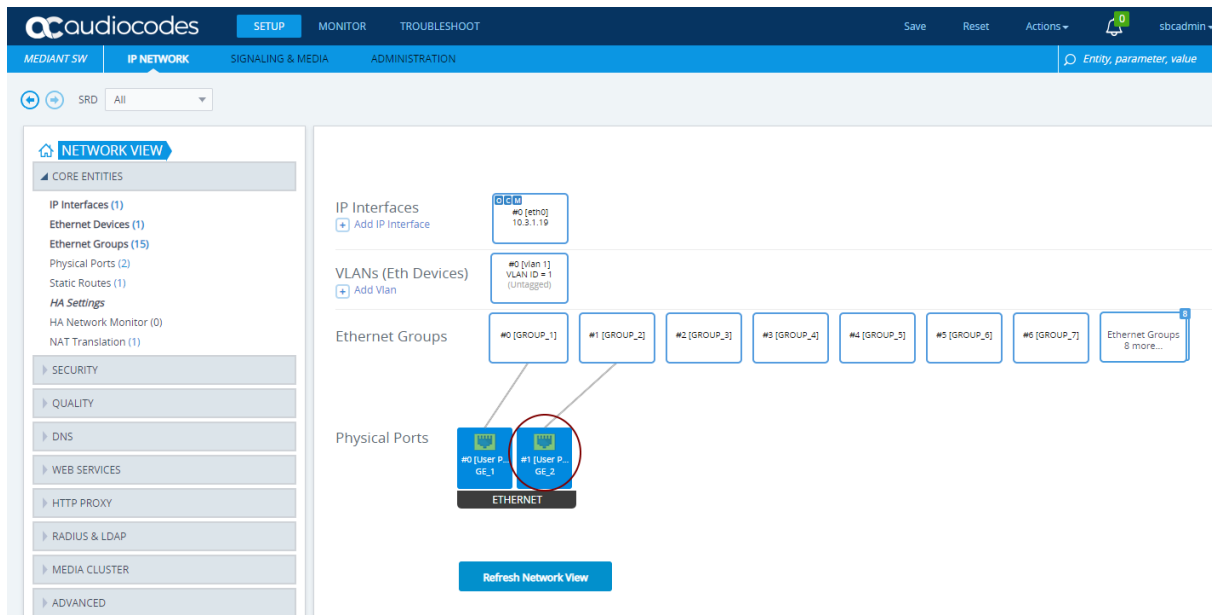 audiocodes SETUP MONITOR TROUBLESHOOT Save Reset Actions 0 sbcadmin
MEDIANT SW IP NETWORK SIGNALING & MEDIA ADMINISTRATION Entity, parameter, value
SRD All
NETWORK VIEW
CORE ENTITIES
IP Interfaces (1)
Ethernet Devices (1)
Ethernet Groups (15)
Physical Ports (2)
Static Routes (1)
HA Settings
HA Network Monitor (0)
NAT Translation (1)
SECURITY
QUALITY
DNS
WEB SERVICES
HTTP PROXY
RADIUS & LDAP
MEDIA CLUSTER
ADVANCED
IP Interfaces
+ Add IP Interface
O C M
#0 [eth0]
10.3.1.19
VLANs (Eth Devices)
+ Add Vlan
#0 [vlan 1]
VLAN ID = 1
(Untagged)
Ethernet Groups
#0 [GROUP_1] #1 [GROUP_2] #2 [GROUP_3] #3 [GROUP_4] #4 [GROUP_5] #5 [GROUP_6] #6 [GROUP_7]
8
Ethernet Groups
8 more...
Physical Ports
#0 [User P...
GE_1
#1 [User P...
GE_2
ETHERNET
Refresh Network View